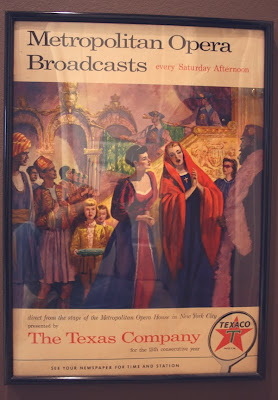 Metropolitan Opera
Broadcasts every Saturday Afternoon
direct from the stage of the Metropolitan Opera House in New York City
presented by
The Texas Company
for the consecutive year
TEXACO
T
SEE YOUR NEWSPAPER FOR TIME AND STATION